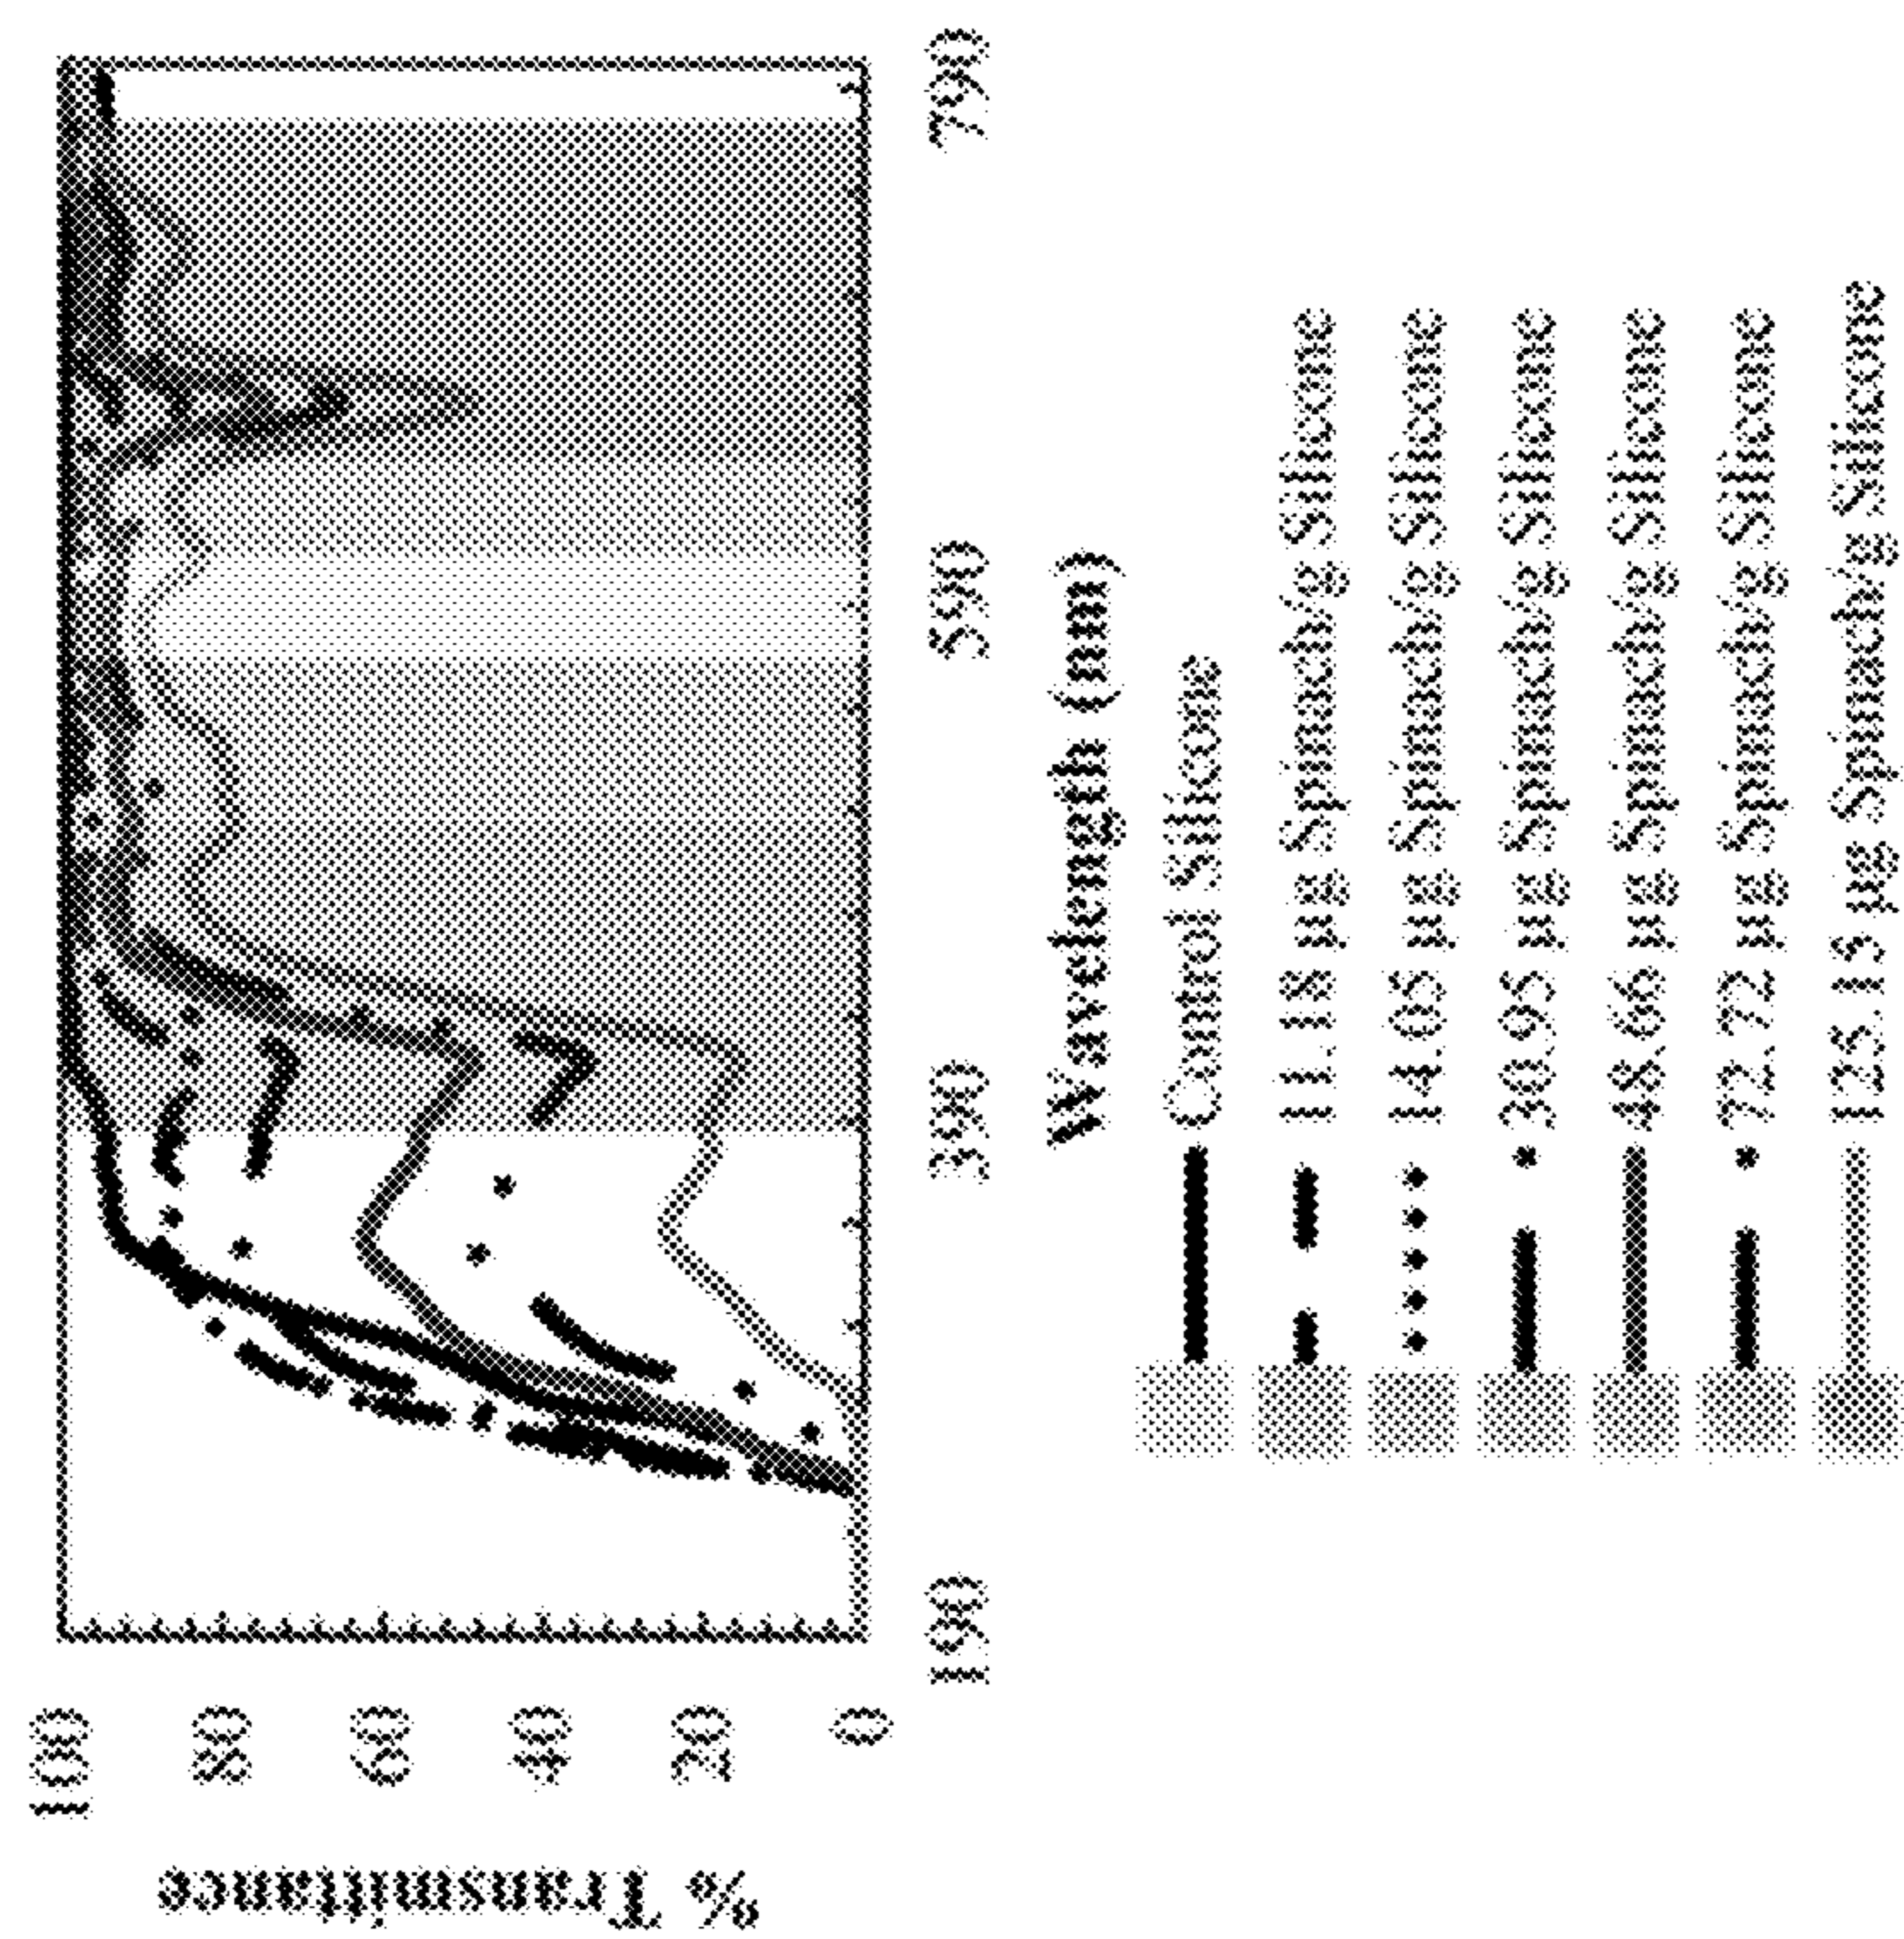 % Transmittance
100
80
60
40
20
0
190
390
590
790
Wavelength (nm)
Control Silicone
11.18 µg Spinach/g Silicone
14.05 µg Spinach/g Silicone
30.95 µg Spinach/g Silicone
48.66 µg Spinach/g Silicone
72.72 µg Spinach/g Silicone
125.15 µg Spinach/g Silicone